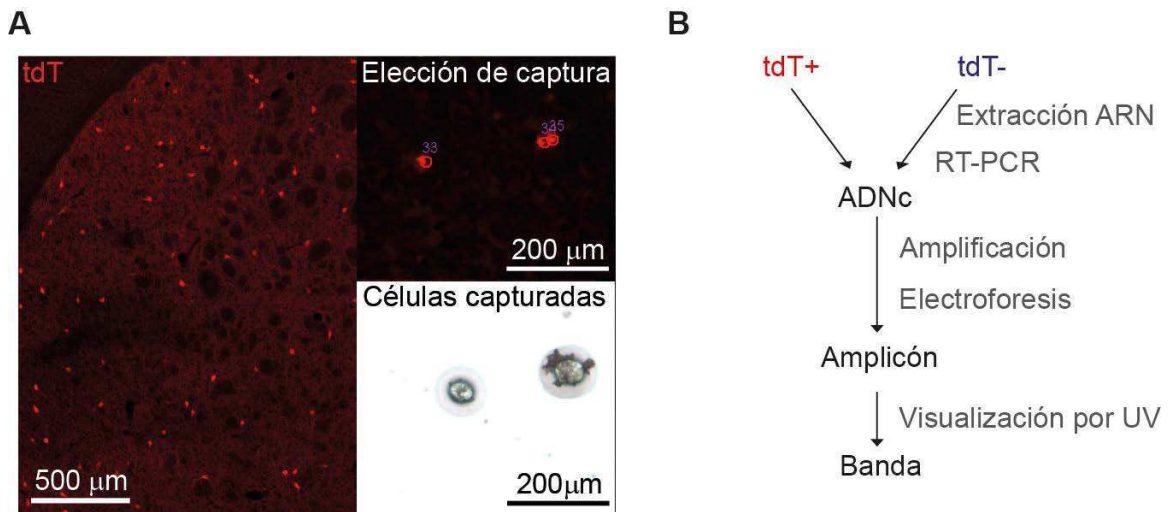 A
tdT
Elección de captura
33
35
200 μm
Células capturadas
500 μm
200μm
B
tdT+ tdT-
Extracción ARN
RT-PCR
ADNc
Amplificación
Electroforesis
Amplicón
Visualización por UV
Banda